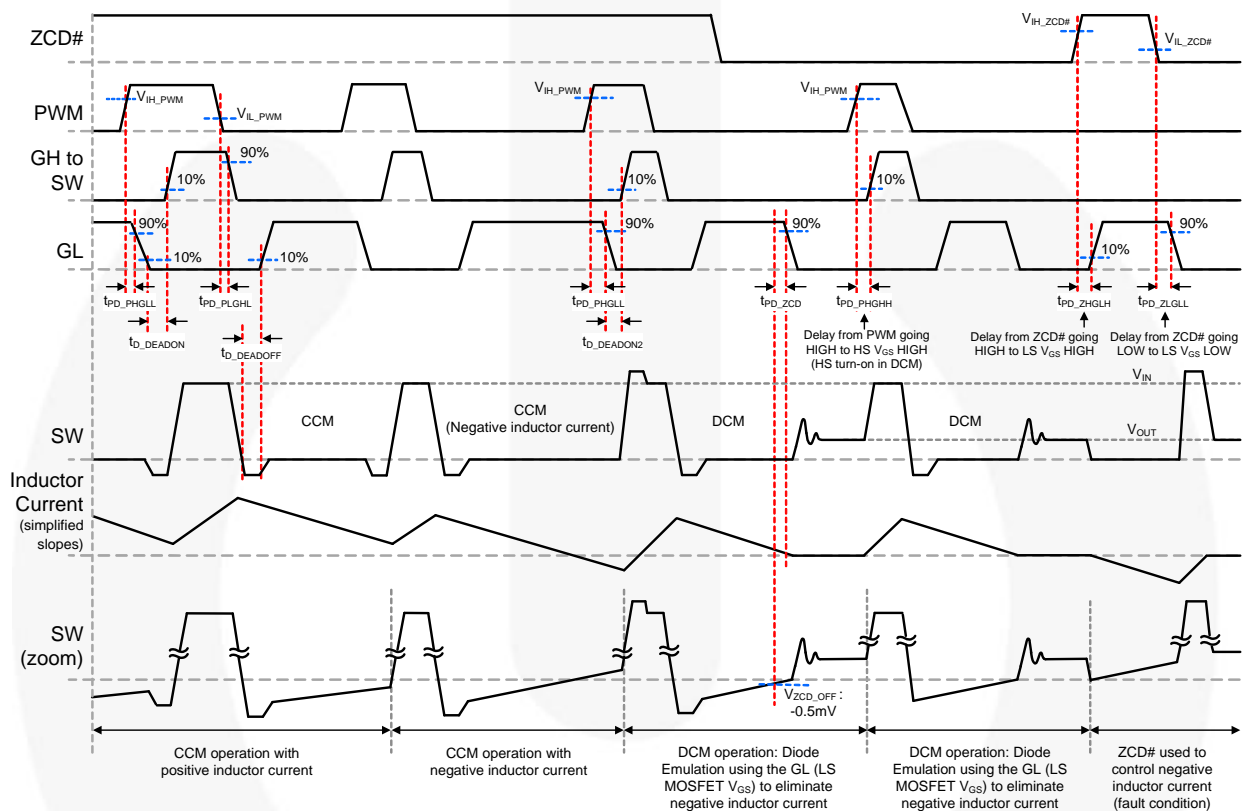 ZCD#
V_IH_ZCD#
V_IL_ZCD#
PWM
V_IH_PWM
V_IL_PWM
V_IH_PWM
V_IH_PWM
GH to
SW
90%
10%
10%
10%
GL
90%
10%
10%
90%
90%
10%
90%
t_PD_PHGLL
t_PD_PLGHL
t_PD_PHGLL
t_PD_ZCD
t_PD_PHGHH
t_PD_ZHGLH
t_PD_ZLGLL
t_D_DEADON
t_D_DEADOFF
t_D_DEADON2
Delay from PWM going
HIGH to HS V_GS HIGH
(HS turn-on in DCM)
Delay from ZCD# going
HIGH to LS V_GS HIGH
Delay from ZCD# going
LOW to LS V_GS LOW
V_IN
SW
CCM
CCM
(Negative inductor current)
DCM
DCM
V_OUT
Inductor
Current
(simplified
slopes)
SW
(zoom)
V_ZCD_OFF :
-0.5mV
CCM operation with
positive inductor current
CCM operation with
negative inductor current
DCM operation: Diode
Emulation using the GL (LS
MOSFET V_GS) to eliminate
negative inductor current
DCM operation: Diode
Emulation using the GL (LS
MOSFET V_GS) to eliminate
negative inductor current
ZCD# used to
control negative
inductor current
(fault condition)